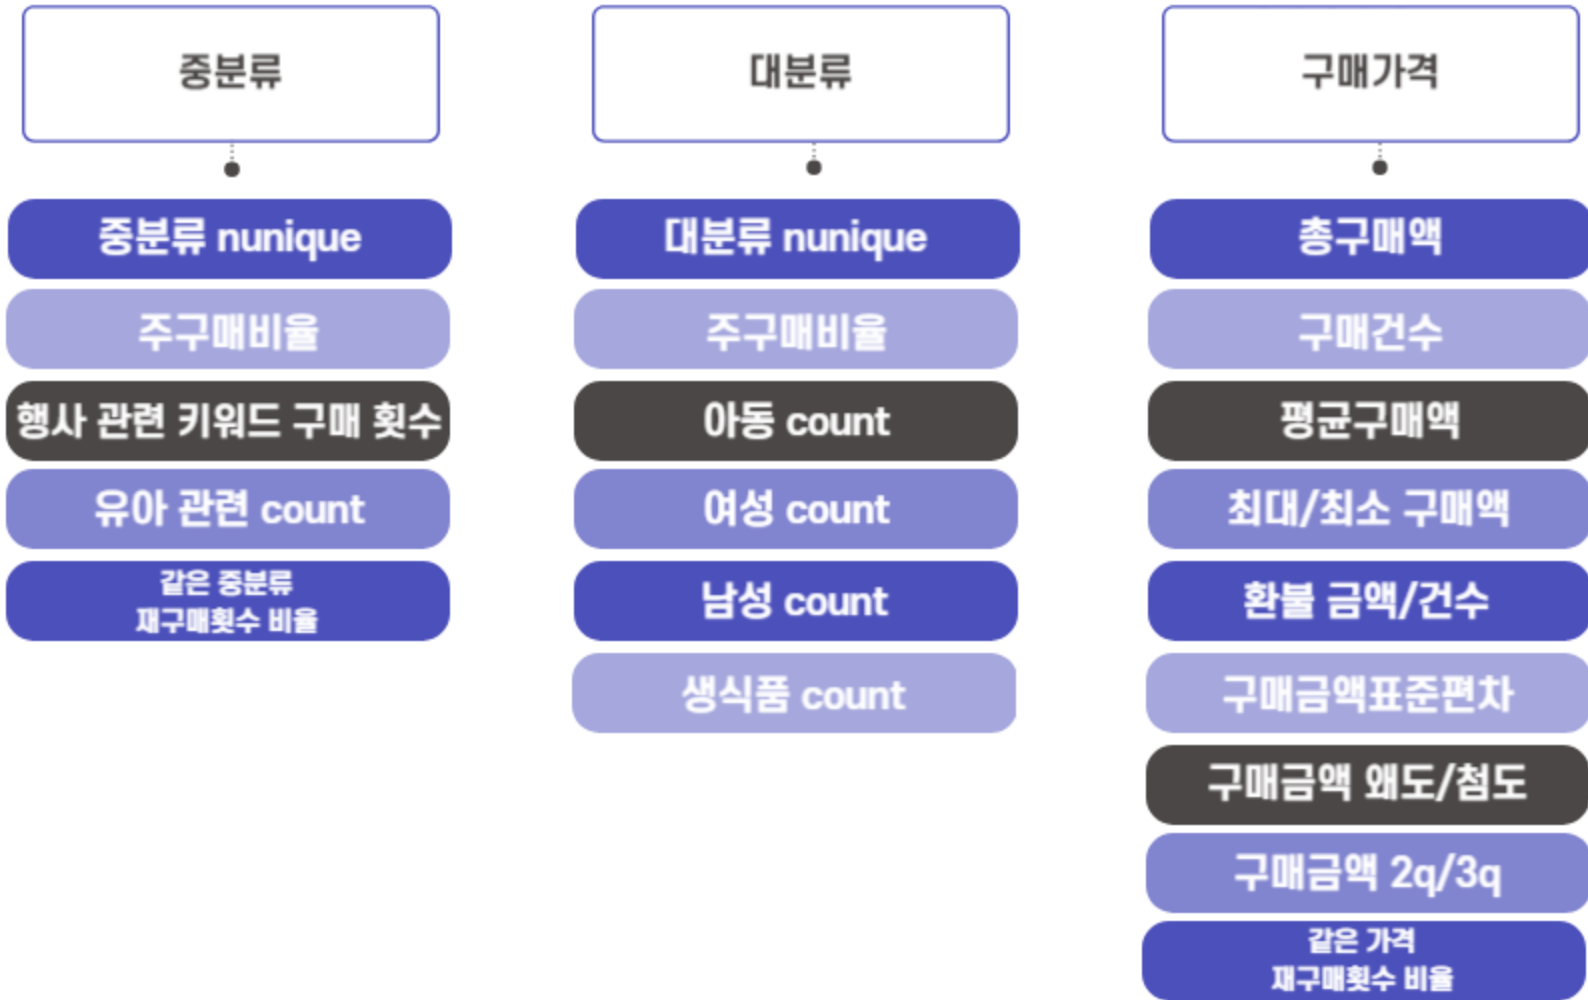 중분류
중분류 nunique
주구매비율
행사 관련 키워드 구매 횟수
유아 관련 count
같은 중분류
재구매횟수 비율
대분류
대분류 nunique
주구매비율
아동 count
여성 count
남성 count
생식품 count
구매가격
총구매액
구매건수
평균구매액
최대/최소 구매액
환불 금액/건수
구매금액표준편차
구매금액 왜도/첨도
구매금액 2q/3q
같은 가격
재구매횟수 비율